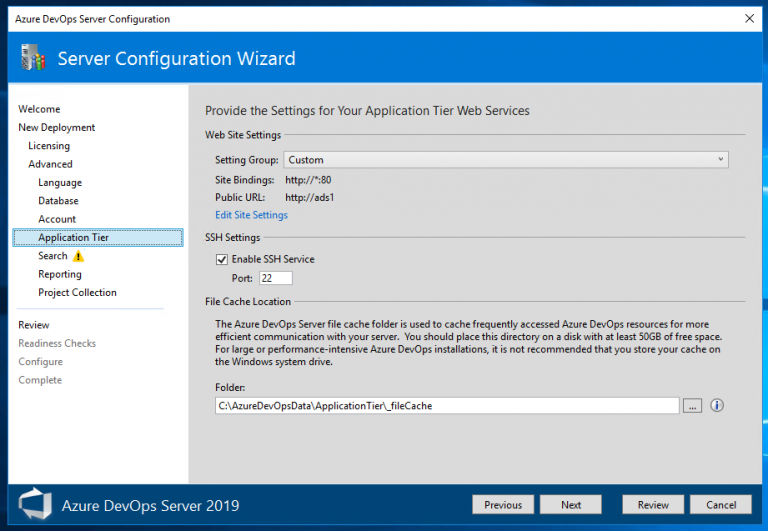 Azure DevOps Server Configuration
Server Configuration Wizard
Welcome
New Deployment
Licensing
Advanced
Language
Database
Account
Application Tier
Search
Reporting
Project Collection
Review
Readiness Checks
Configure
Complete
Provide the Settings for Your Application Tier Web Services
Web Site Settings
Setting Group: Custom
Site Bindings: http://*:80
Public URL: http://ads1
Edit Site Settings
SSH Settings
Enable SSH Service
Port: 22
File Cache Location
The Azure DevOps Server file cache folder is used to cache frequently accessed Azure DevOps resources for more
efficient communication with your server. You should place this directory on a disk with at least 50GB of free space.
For large or performance-intensive Azure DevOps installations, it is not recommended that you store your cache on
the Windows system drive.
Folder:
C:\AzureDevOpsData\ApplicationTier\_fileCache
...
Azure DevOps Server 2019
Previous
Next
Review
Cancel